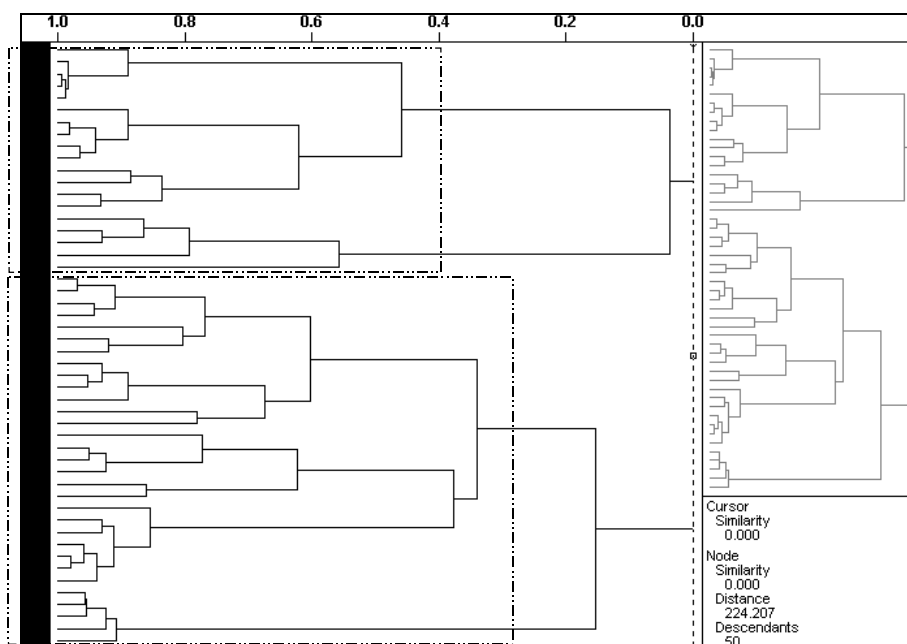 1.0 0.8 0.6 0.4 0.2 0.0
Cursor
Similarity
0.000
Node
Similarity
0.000
Distance
224.207
Descendants
50